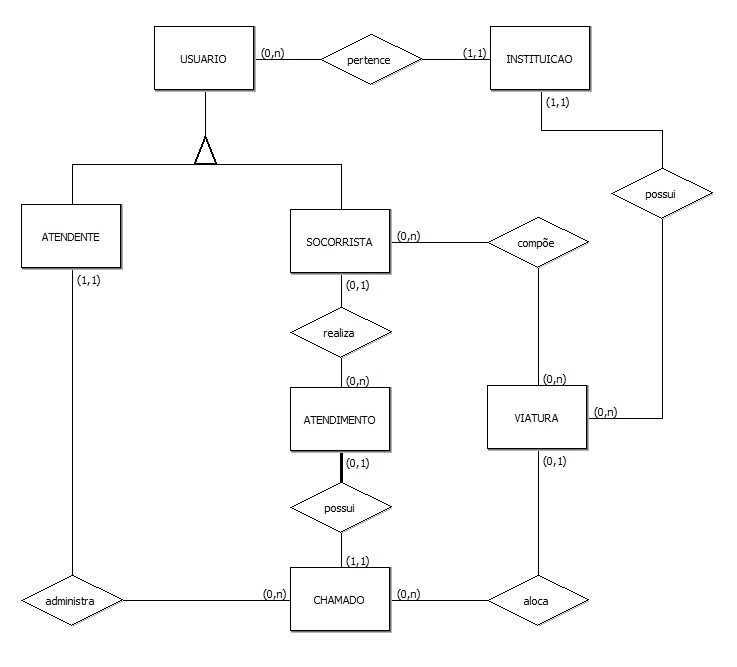 USUARIO
(0,n)
pertence
(1,1)
INSTITUICAO
(1,1)
possui
ATENDENTE
(1,1)
SOCORRISTA
(0,n)
compõe
(0,1)
realiza
(0,n)
ATENDIMENTO
(0,n)
VIATURA
(0,n)
(0,1)
(0,1)
possui
(1,1)
administra
(0,n)
CHAMADO
(0,n)
aloca